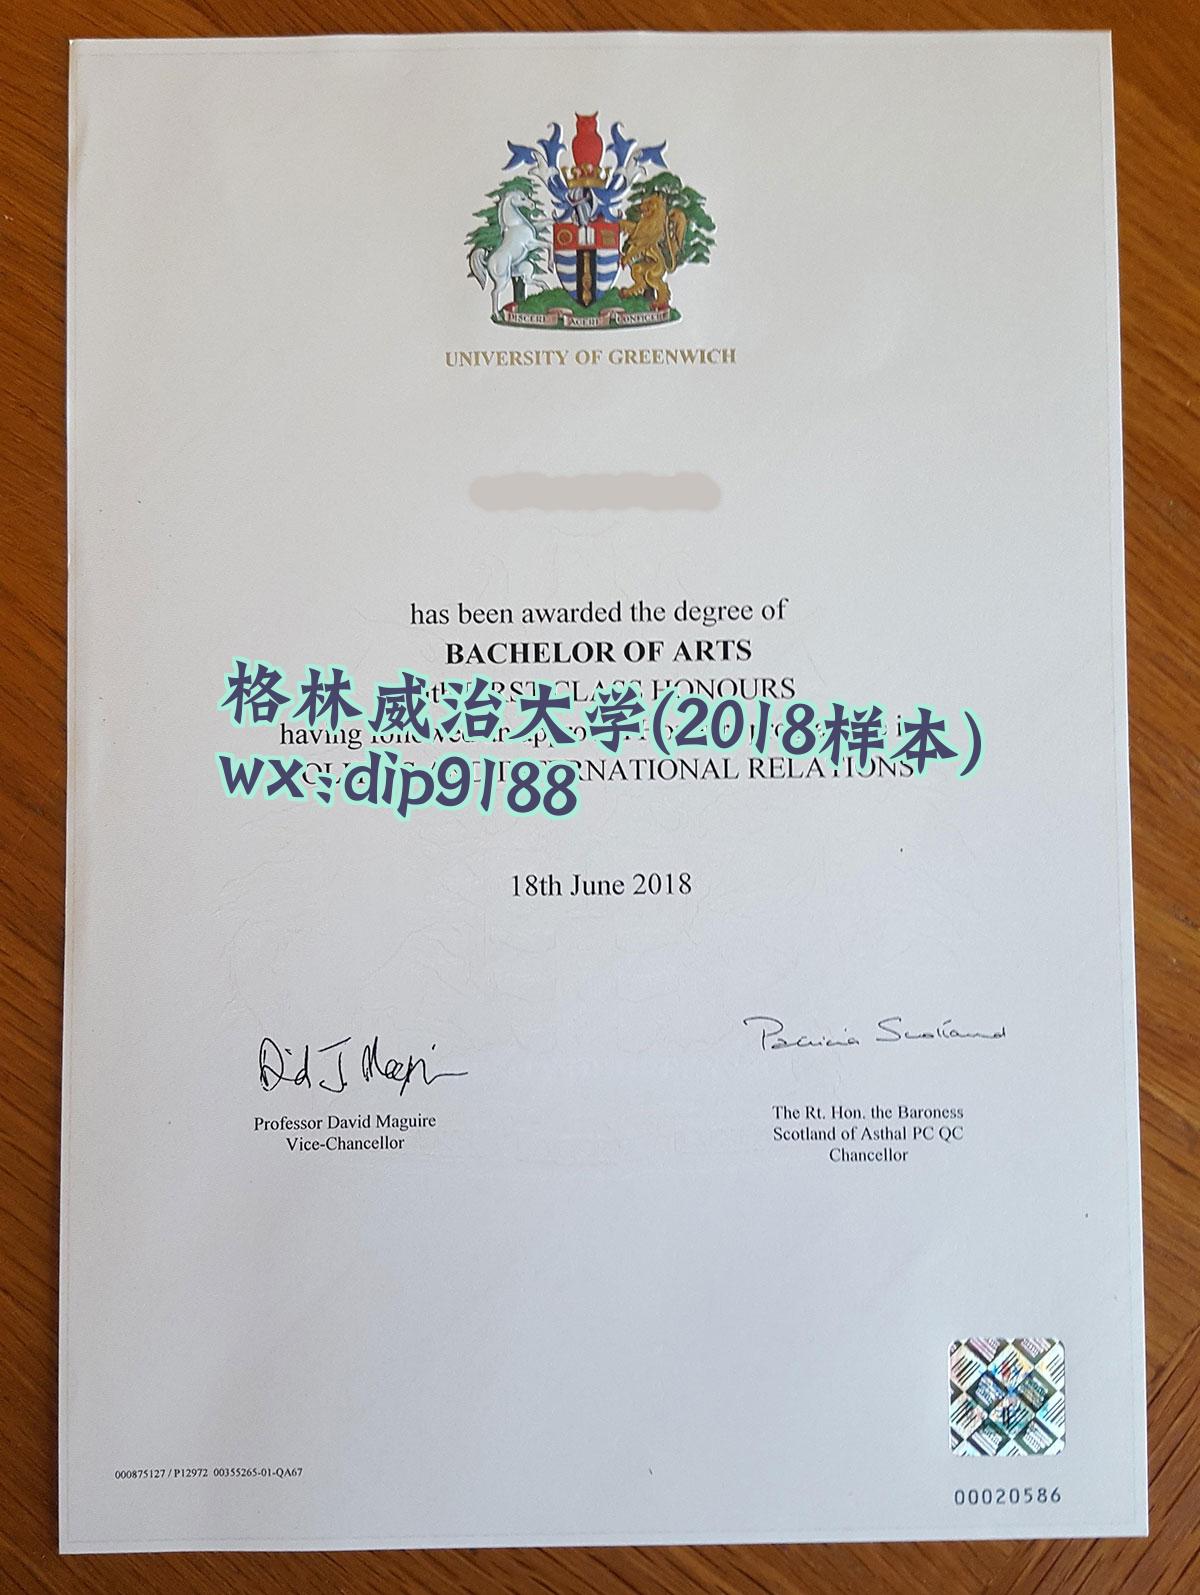 DISCERE FACERE CONFICERE
UNIVERSITY OF GREENWICH
has been awarded the degree of
BACHELOR OF ARTS
CLASS HONOURS
格林威治大学(2018样本)
having
INTERNATIONAL RELATIONS
wx:dip9188
18th June 2018
Patricia Scotland
Professor David Maguire
Vice-Chancellor
The Rt. Hon. the Baroness
Scotland of Asthal PC QC
Chancellor
000875127 / P12972 00355265-01-QA67
00020586